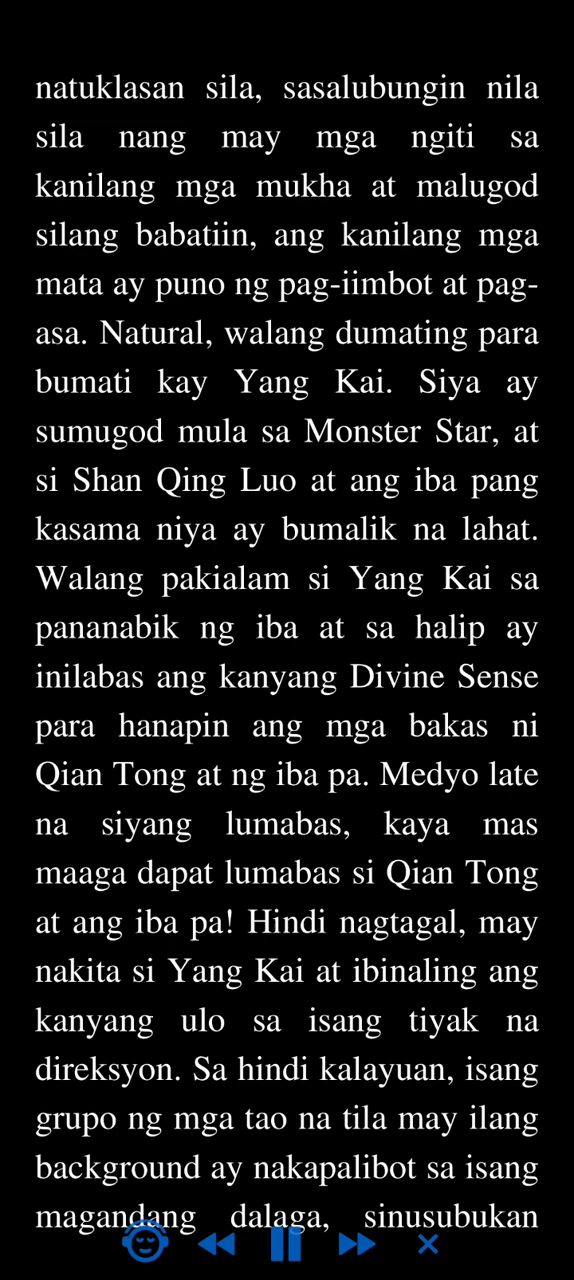 natuklasan sila, sasalubungin nila
sila nang may mga ngiti sa
kanilang mga mukha at malugod
silang babatiin, ang kanilang mga
mata ay puno ng pag-iimbot at pag-
asa. Natural, walang dumating para
bumati kay Yang Kai. Siya ay
sumugod mula sa Monster Star, at
si Shan Qing Luo at ang iba pang
kasama niya ay bumalik na lahat.
Walang pakialam si Yang Kai sa
pananabik ng iba at sa halip ay
inilabas ang kanyang Divine Sense
para hanapin ang mga bakas ni
Qian Tong at ng iba pa. Medyo late
na siyang lumabas, kaya mas
maaga dapat lumabas si Qian Tong
at ang iba pa! Hindi nagtagal, may
nakita si Yang Kai at ibinaling ang
kanyang ulo sa isang tiyak na
direksyon. Sa hindi kalayuan, isang
grupo ng mga tao na tila may ilang
background ay nakapalibot sa isang
magandang dalaga, sinusubukan